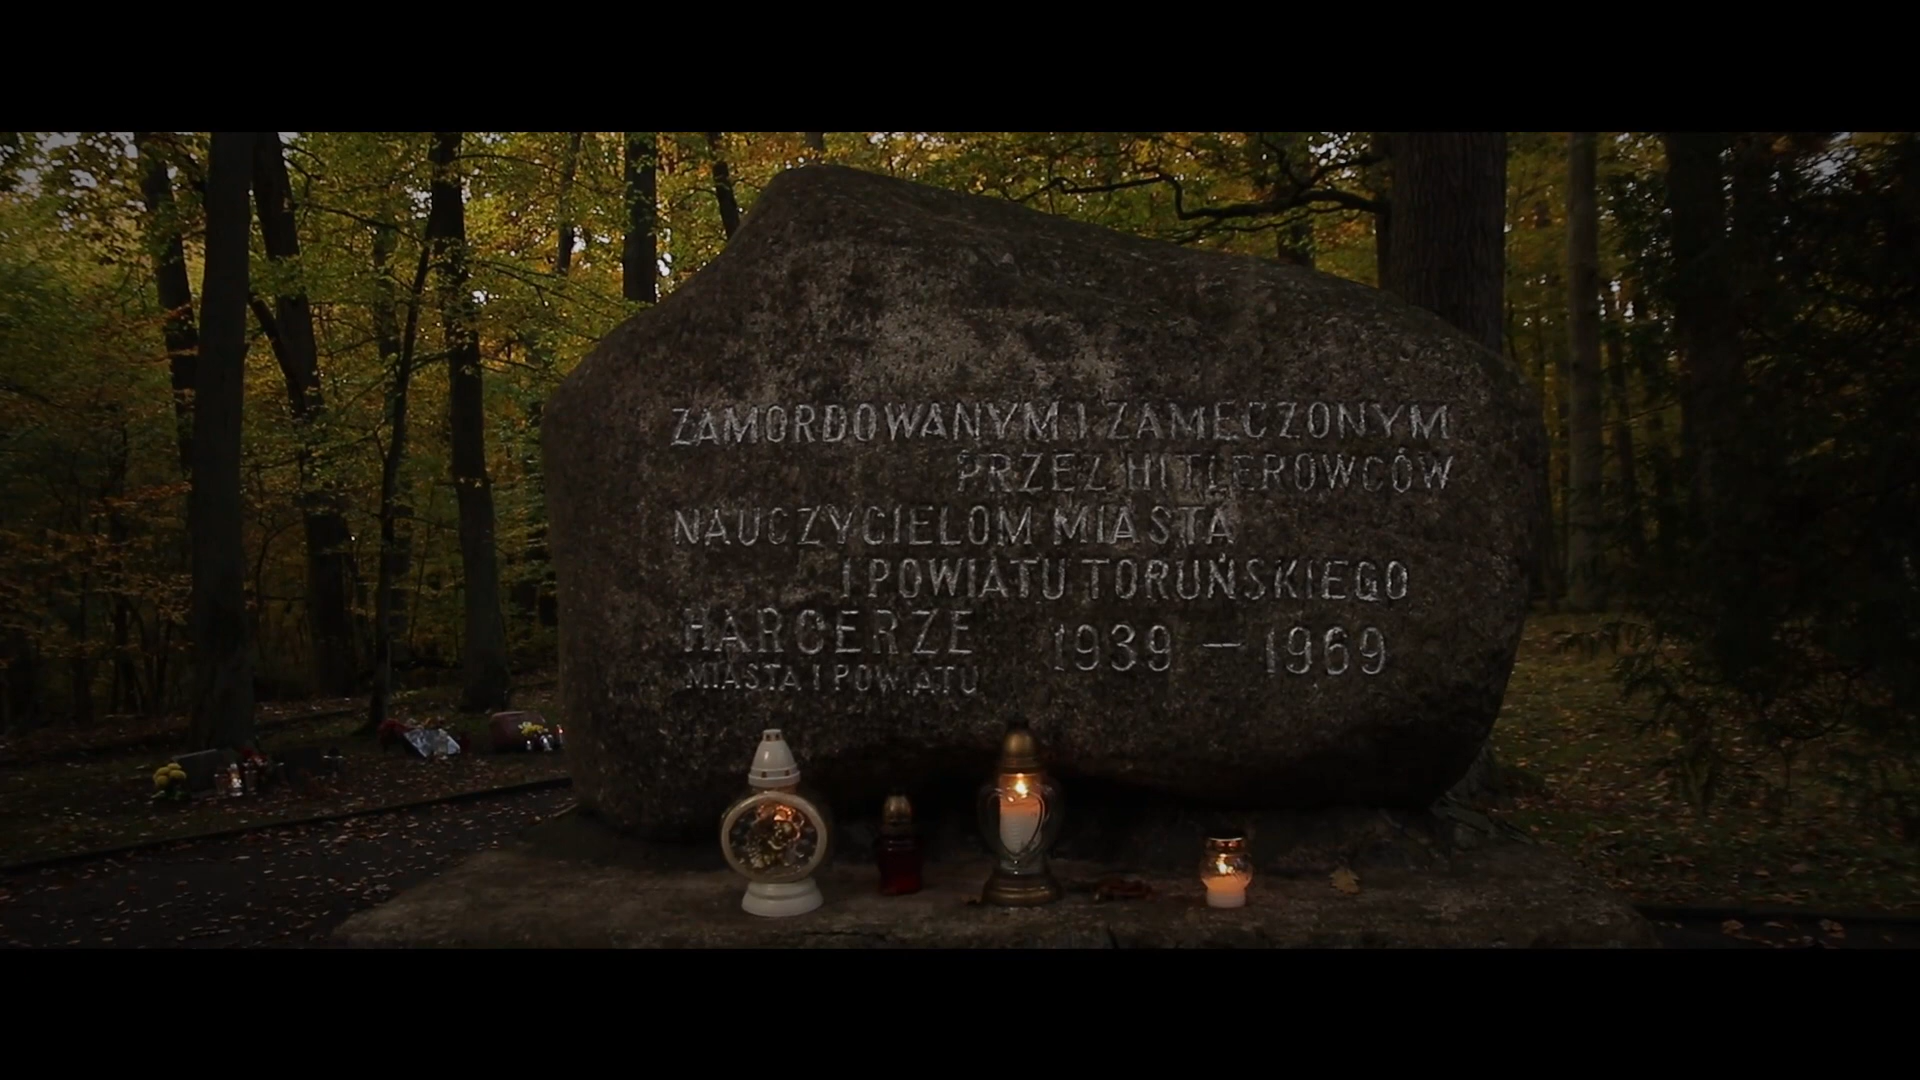 ZAMORDOWANYM I ZAMĘCZONYM
PRZEZ HITLEROWCÓW
NAUCZYCIELOM MIASTA
I POWIATU TORUŃSKIEGO
HARCERZE 1939 – 1969
MIASTA I POWIATU